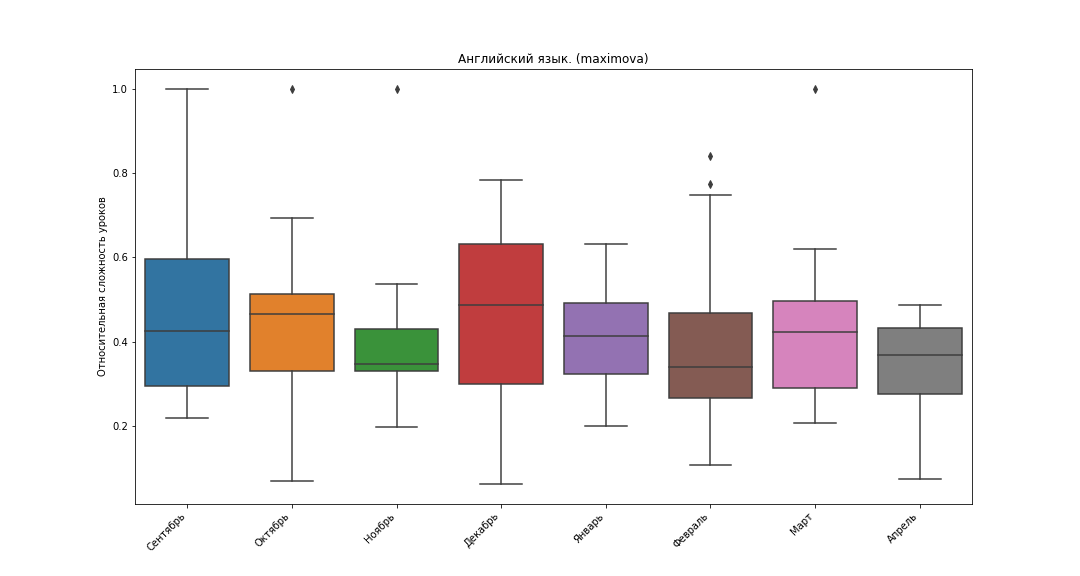 Английский язык. (maximova)
Относительная сложность уроков
1.0
0.8
0.6
0.4
0.2
Сентябрь
Октябрь
Ноябрь
Декабрь
Январь
Февраль
Март
Апрель